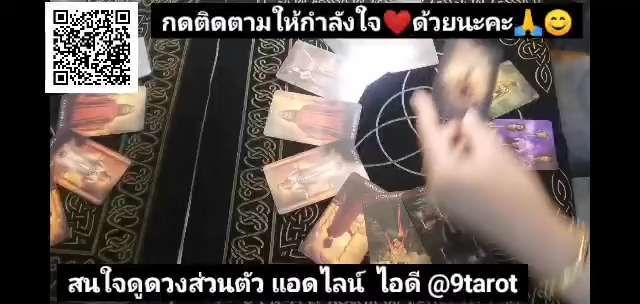 กดติดตามให้กำลังใจ❤️ด้วยนะคะ🙏😊
สนใจดูดวงส่วนตัว แอดไลน์ ไอดี @9tarot